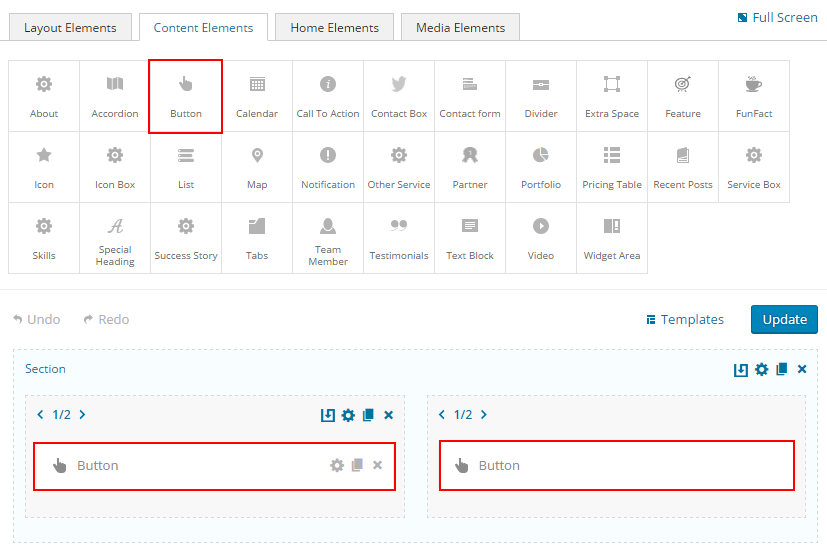 Layout Elements Content Elements Home Elements Media Elements Full Screen
About Accordion Button Calendar Call To Action Contact Box Contact form Divider Extra Space Feature FunFact
Icon Icon Box List Map Notification Other Service Partner Portfolio Pricing Table Recent Posts Service Box
Skills Special Heading Success Story Tabs Team Member Testimonials Text Block Video Widget Area
Undo Redo Templates Update
Section
1/2 1/2
Button Button